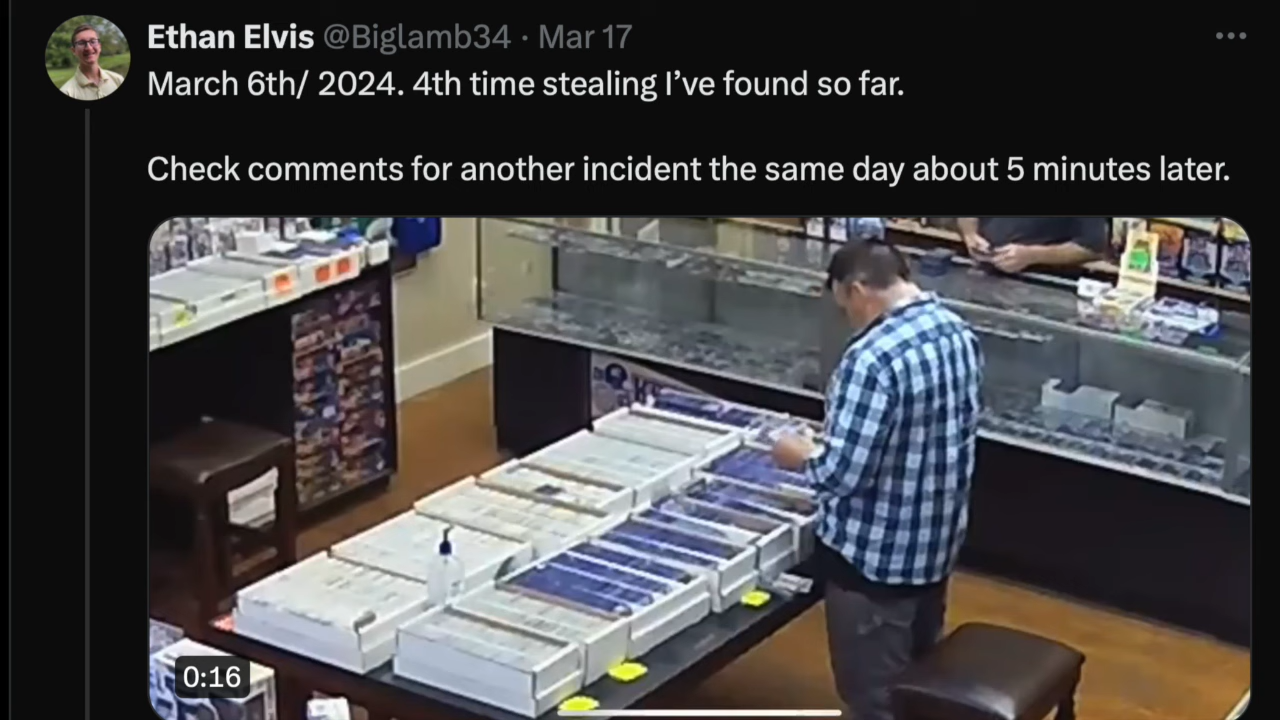 Ethan Elvis @Biglamb34 · Mar 17
March 6th/ 2024. 4th time stealing I’ve found so far.
Check comments for another incident the same day about 5 minutes later.
0:16